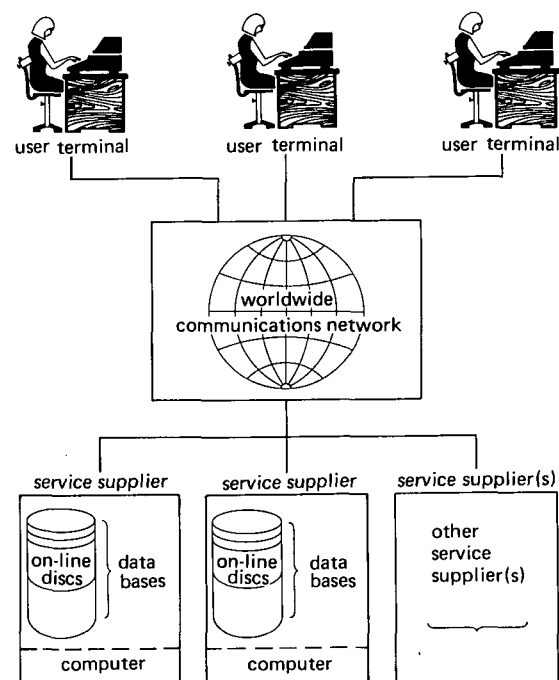 user terminal
user terminal
user terminal
worldwide
communications network
service supplier
service supplier
service supplier(s)
on-line
discs
data
bases
on-line
discs
data
bases
other
service
supplier(s)
computer
computer